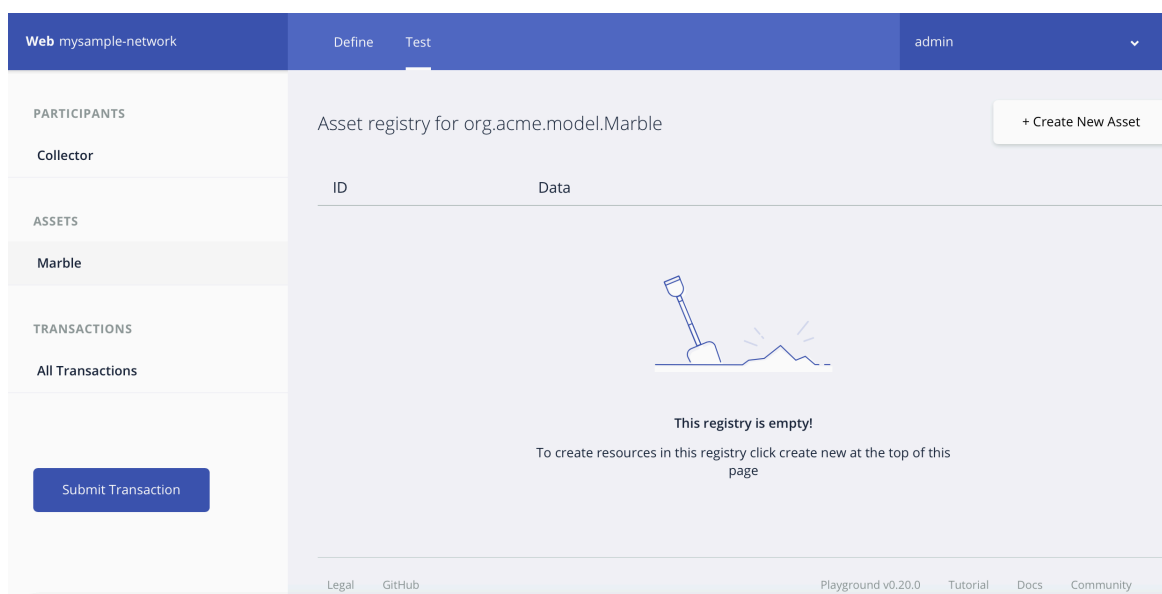 Web mysample-network
Define
Test
admin
PARTICIPANTS
Collector
ASSETS
Marble
TRANSACTIONS
All Transactions
Submit Transaction
Asset registry for org.acme.model.Marble
+ Create New Asset
ID
Data
This registry is empty!
To create resources in this registry click create new at the top of this
page
Legal
GitHub
Playground v0.20.0
Tutorial
Docs
Community